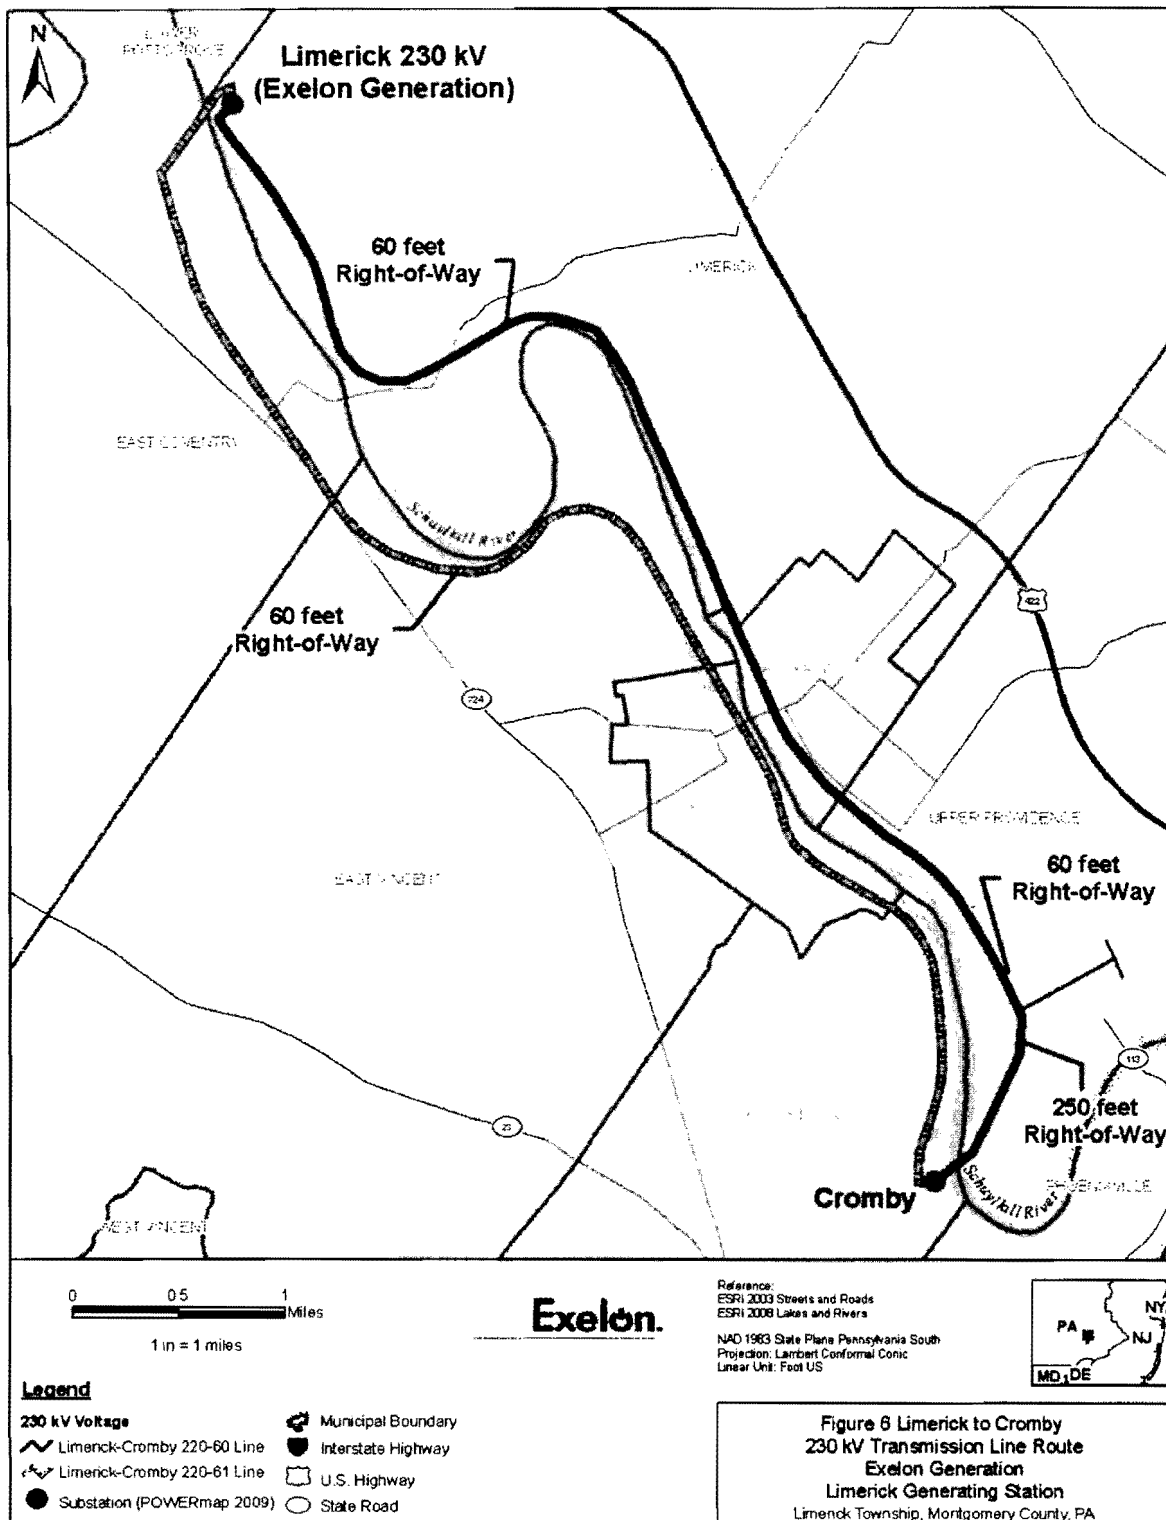 N
LOWER
POTTSGROVE
Limerick 230 kV
(Exelon Generation)
60 feet
Right-of-Way
LIMERICK
EAST COVENTRY
Schuylkill River
60 feet
Right-of-Way
422
724
UPPER PROVIDENCE
EAST VINCENT
60 feet
Right-of-Way
113
250 feet
Right-of-Way
23
Cromby
Schuylkill River
PHOENIXVILLE
WEST VINCENT
0 0.5 1
Miles
1 in = 1 miles
Exelon.
Reference:
ESRI 2003 Streets and Roads
ESRI 2008 Lakes and Rivers
NAD 1983 State Plane Pennsylvania South
Projection: Lambert Conformal Conic
Linear Unit: Foot US
NY
PA
NJ
MD DE
Legend
230 kV Voltage
Limerick-Cromby 220-60 Line
Limerick-Cromby 220-61 Line
Substation (POWERmap 2009)
Municipal Boundary
Interstate Highway
U.S. Highway
State Road
Figure 6 Limerick to Cromby
230 kV Transmission Line Route
Exelon Generation
Limerick Generating Station
Limerick Township, Montgomery County, PA